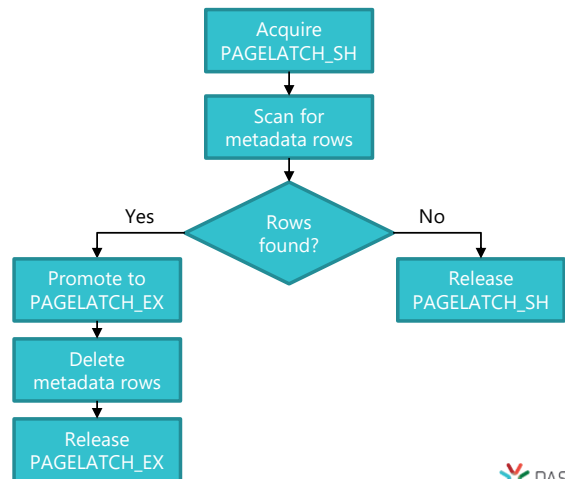 Acquire
PAGELATCH_SH
Scan for
metadata rows
Rows
found?
Yes
No
Promote to
PAGELATCH_EX
Release
PAGELATCH_SH
Delete
metadata rows
Release
PAGELATCH_EX